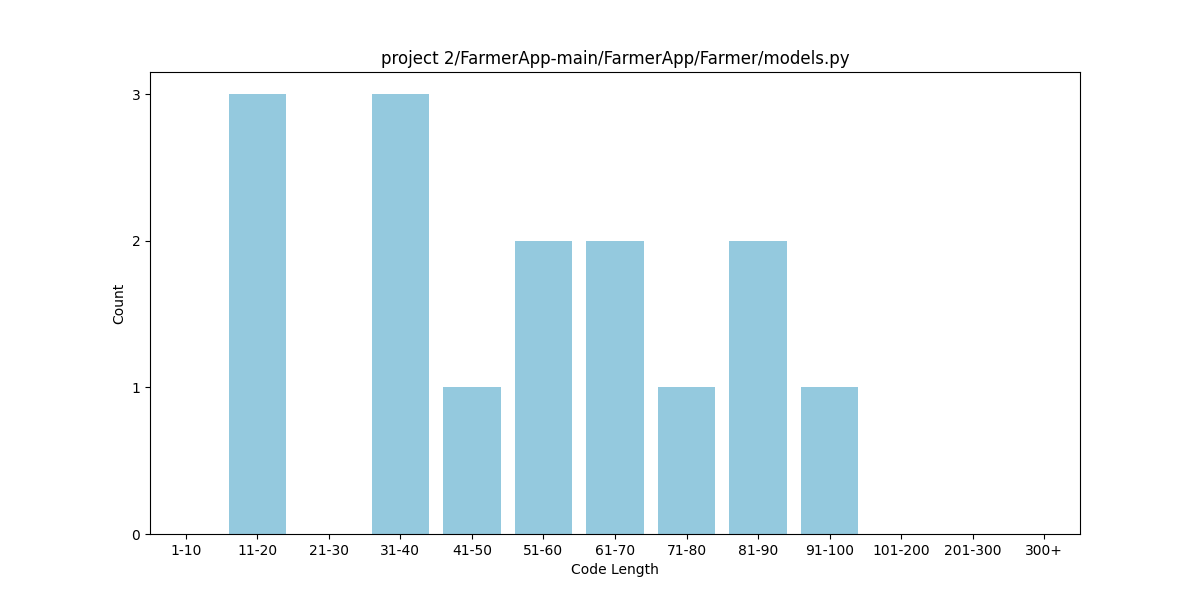 project 2/FarmerApp-main/FarmerApp/Farmer/models.py
Count
3
2
1
0
1-10 11-20 21-30 31-40 41-50 51-60 61-70 71-80 81-90 91-100 101-200 201-300 300+
Code Length